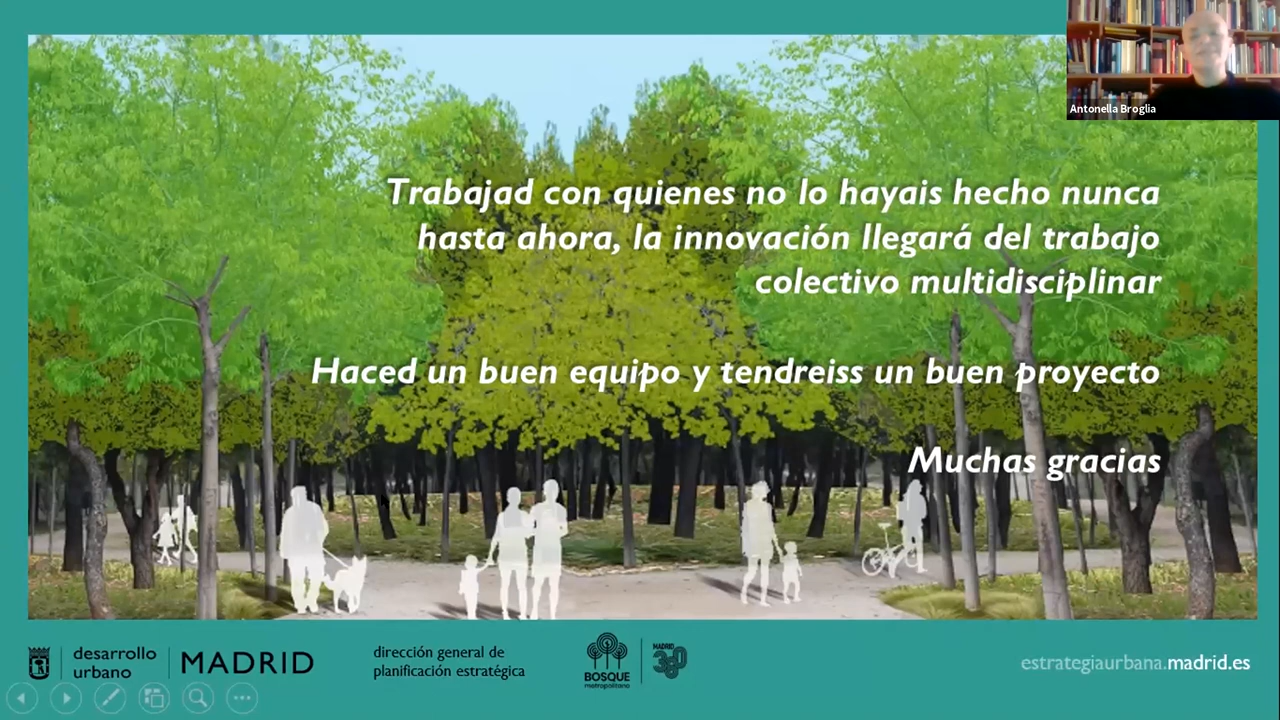 Antonella Broglia
Trabajad con quienes no lo hayais hecho nunca
hasta ahora, la innovación llegará del trabajo
colectivo multidisciplinar
Haced un buen equipo y tendreiss un buen proyecto
Muchas gracias
desarrollo
urbano
MADRID
dirección general de
planificación estratégica
BOSQUE
metropolitano
MADRID
360
estrategiaurbana.madrid.es